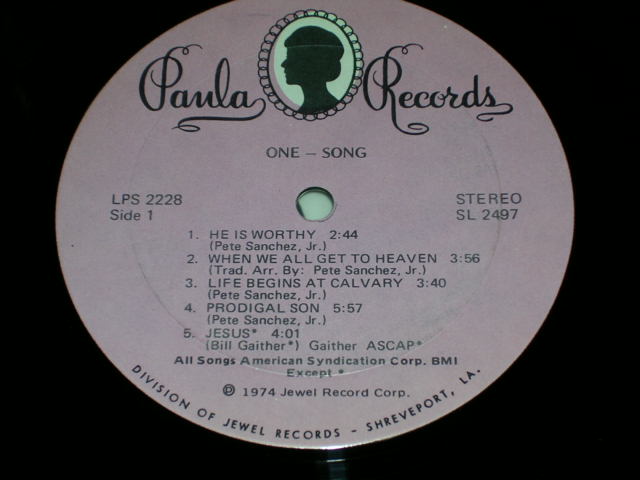 Paula Records
ONE – SONG
LPS 2228
Side 1
STEREO
SL 2497
1. HE IS WORTHY 2:44
(Pete Sanchez, Jr.)
2. WHEN WE ALL GET TO HEAVEN 3:56
(Trad. Arr. By: Pete Sanchez, Jr.)
3. LIFE BEGINS AT CALVARY 3:40
(Pete Sanchez, Jr.)
4. PRODIGAL SON 5:57
(Pete Sanchez, Jr.)
5. JESUS* 4:01
(Bill Gaither*) Gaither ASCAP*
All Songs American Syndication Corp. BMI
Except *
℗ 1974 Jewel Record Corp.
DIVISION OF JEWEL RECORDS – SHREVEPORT, LA.